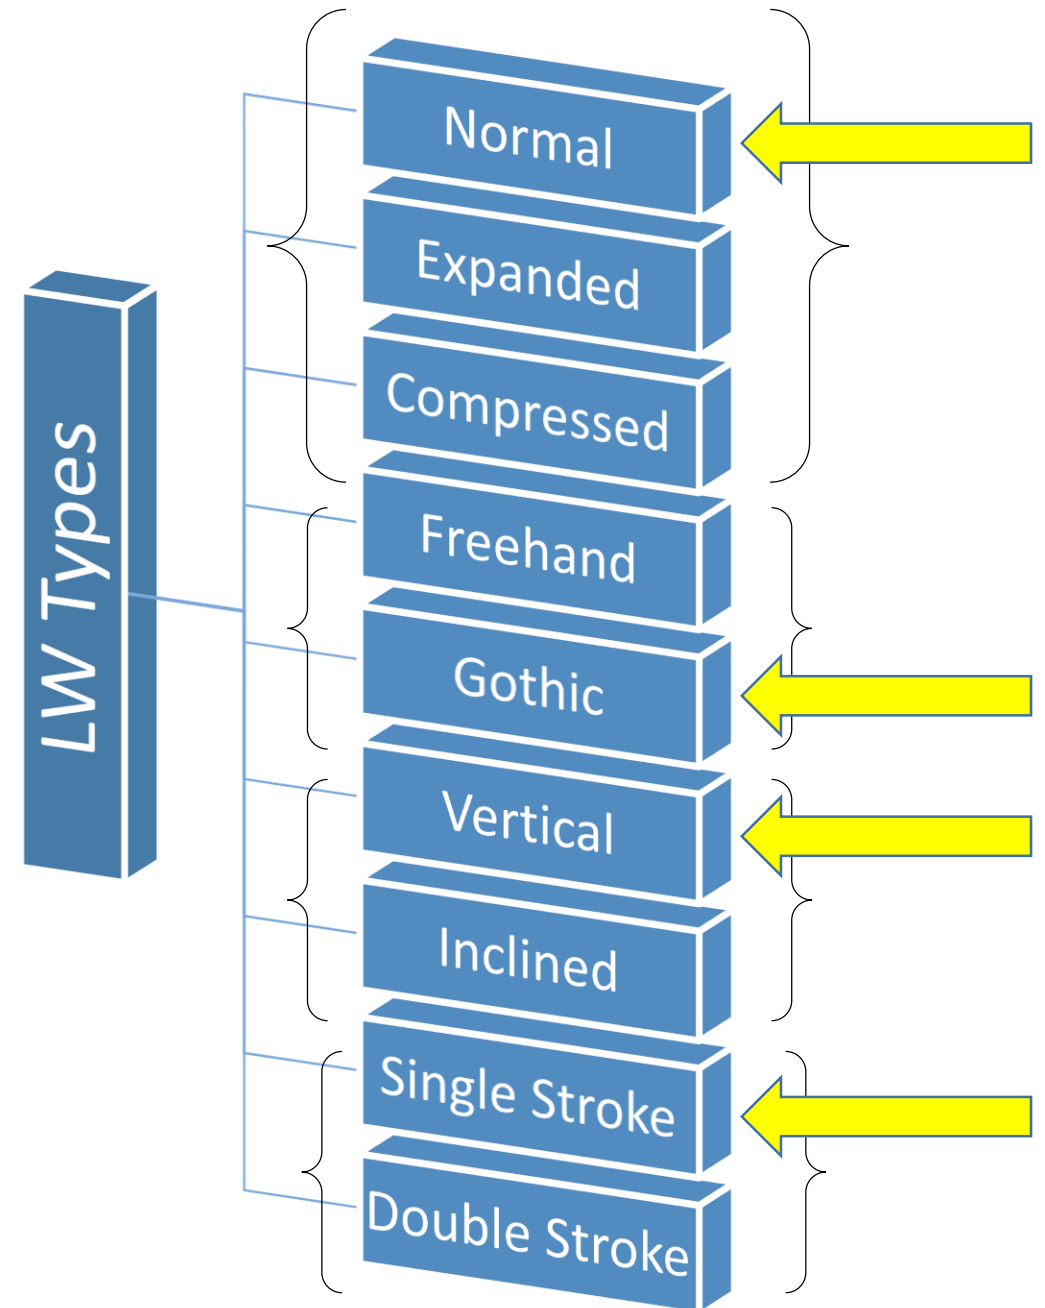 LW Types
Normal
Expanded
Compressed
Freehand
Gothic
Vertical
Inclined
Single Stroke
Double Stroke